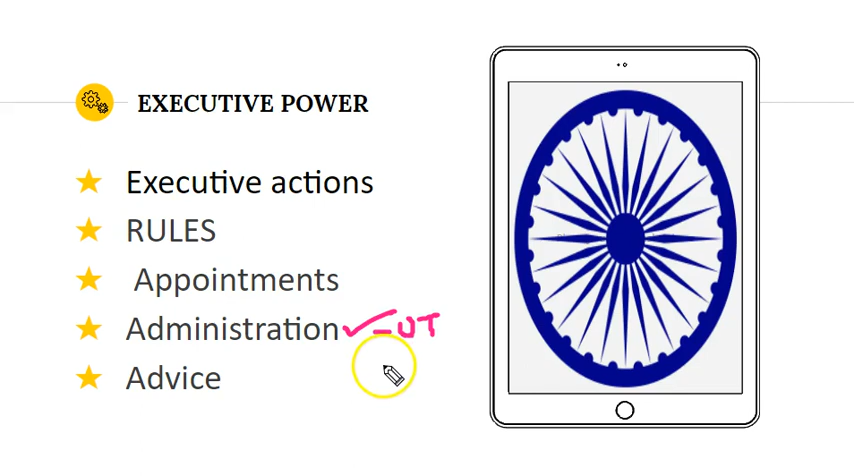 EXECUTIVE POWER
Executive actions
RULES
Appointments
Administration ✓ - UT
Advice